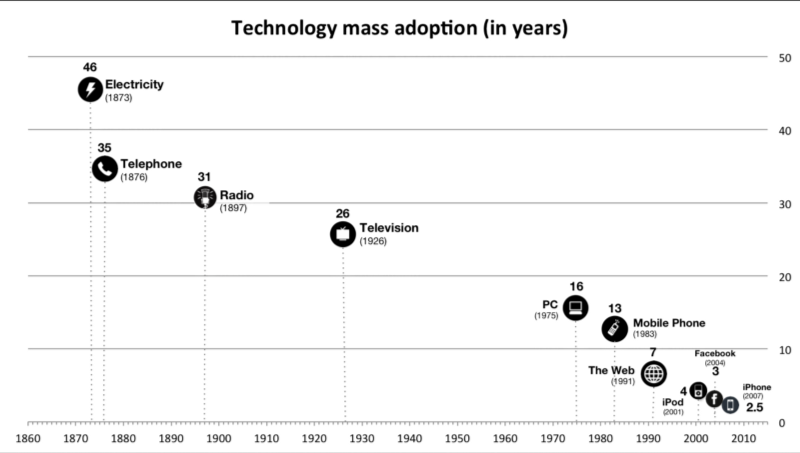 Technology mass adoption (in years)
50
46
Electricity
(1873)
40
35
Telephone
(1876)
31
Radio
(1897)
30
26
Television
(1926)
20
16
PC
(1975)
13
Mobile Phone
(1983)
10
7
The Web
(1991)
Facebook
(2004)
3
4
iPod
(2001)
iPhone
(2007)
2.5
0
1860 1870 1880 1890 1900 1910 1920 1930 1940 1950 1960 1970 1980 1990 2000 2010